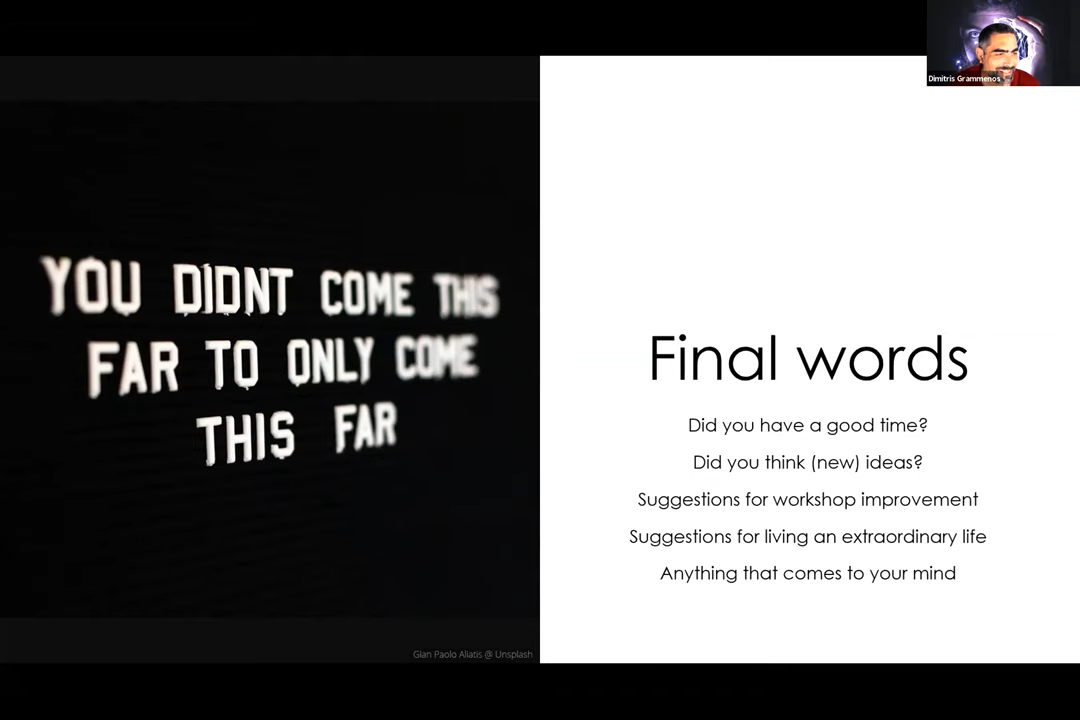 Dimitris Grammenos
YOU DIDNT COME THIS
FAR TO ONLY COME
THIS FAR
Gian Paolo Aliatis @ Unsplash
Final words
Did you have a good time?
Did you think (new) ideas?
Suggestions for workshop improvement
Suggestions for living an extraordinary life
Anything that comes to your mind